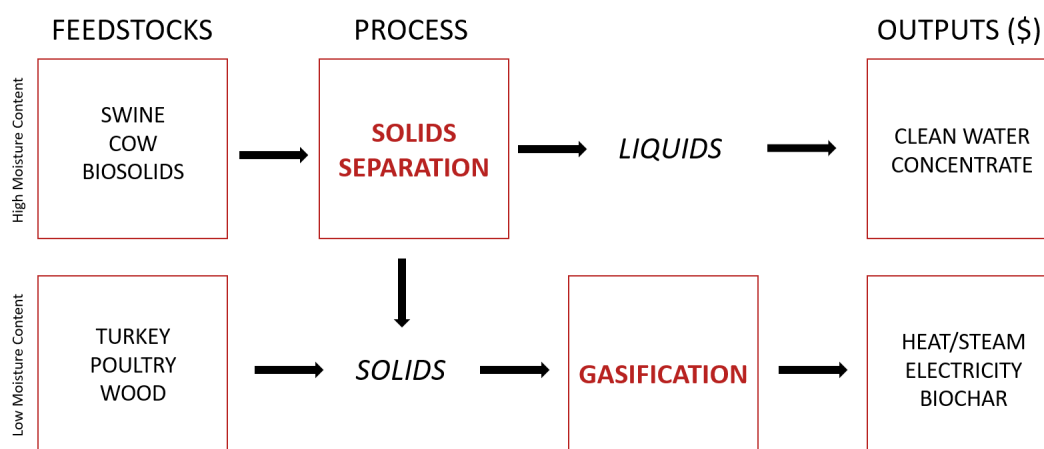 FEEDSTOCKS
PROCESS
OUTPUTS ($)
High Moisture Content
SWINE
COW
BIOSOLIDS
SOLIDS
SEPARATION
LIQUIDS
CLEAN WATER
CONCENTRATE
Low Moisture Content
TURKEY
POULTRY
WOOD
SOLIDS
GASIFICATION
HEAT/STEAM
ELECTRICITY
BIOCHAR